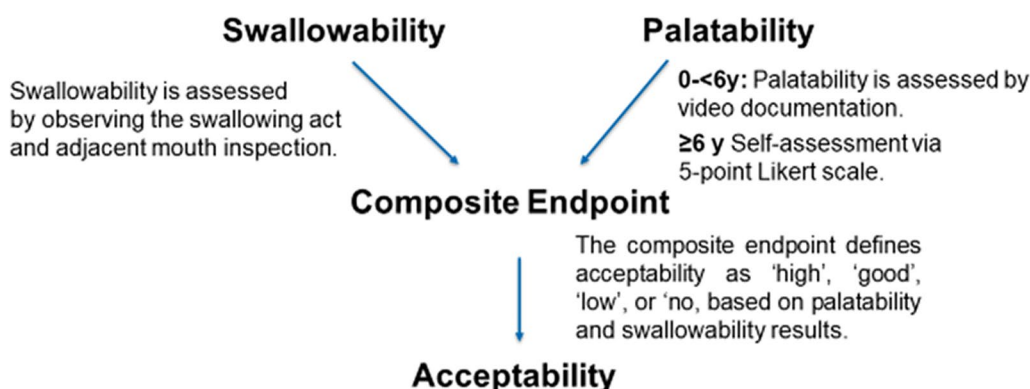 Swallowability
Palatability
Swallowability is assessed
by observing the swallowing act
and adjacent mouth inspection.
0-<6y: Palatability is assessed by
video documentation.
≥6 y Self-assessment via
5-point Likert scale.
Composite Endpoint
The composite endpoint defines
acceptability as ‘high’, ‘good’,
‘low’, or ‘no, based on palatability
and swallowability results.
Acceptability